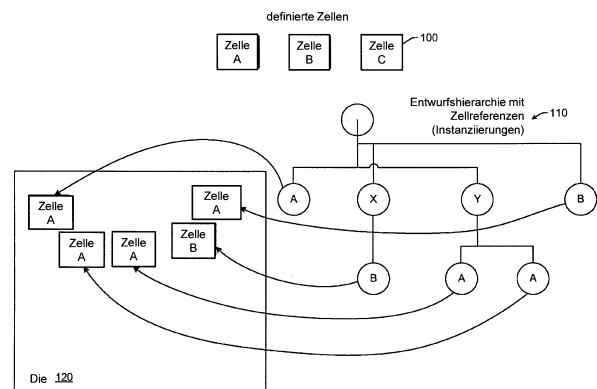 definierte Zellen
Zelle
A
Zelle
B
Zelle
C
100
Entwurfshierarchie mit
Zellreferenzen
(Instanziierungen)
110
A
X
Y
B
B
A
A
Zelle
A
Zelle
A
Zelle
B
Zelle
A
Zelle
A
Die 120